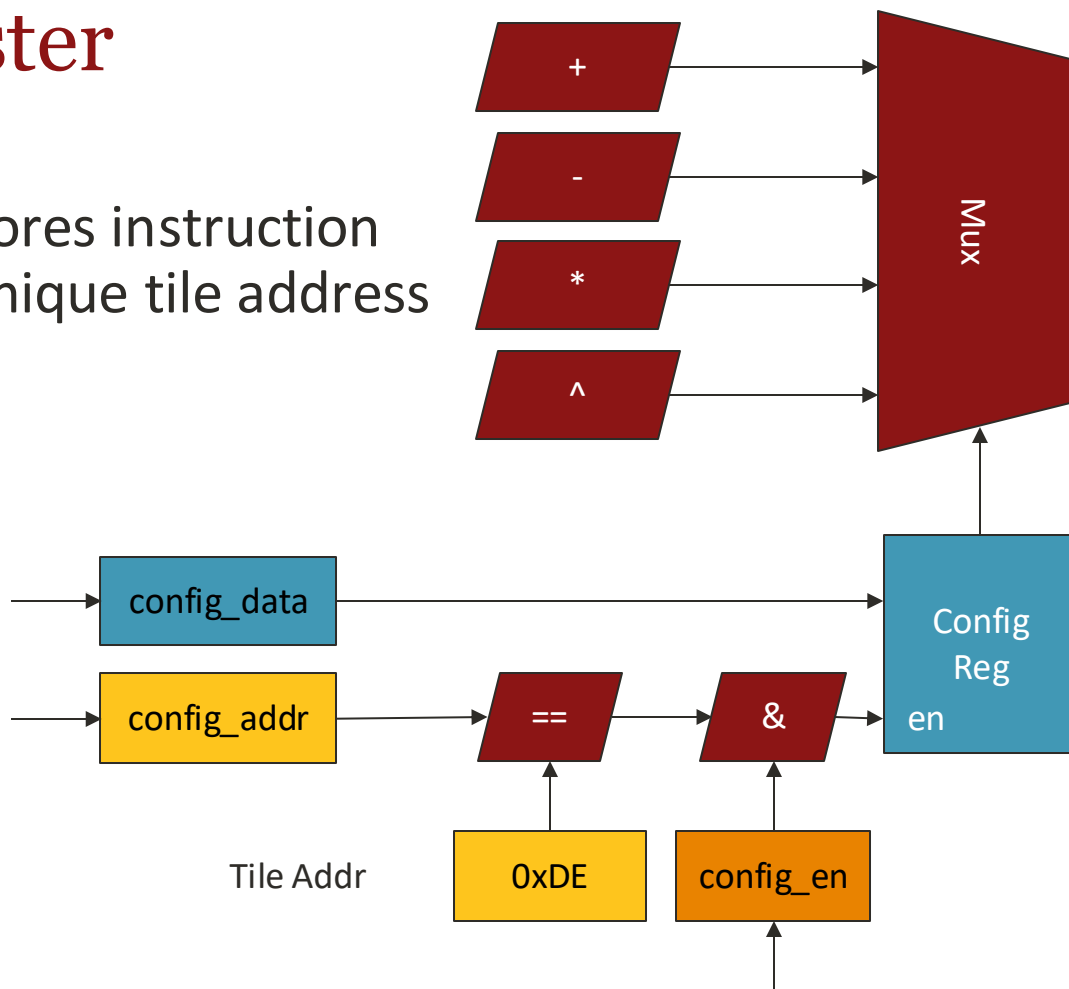 ster
ores instruction
nique tile address
+
-
*
^
Mux
config_data
Config
Reg
config_addr
==
&
en
Tile Addr
0xDE
config_en